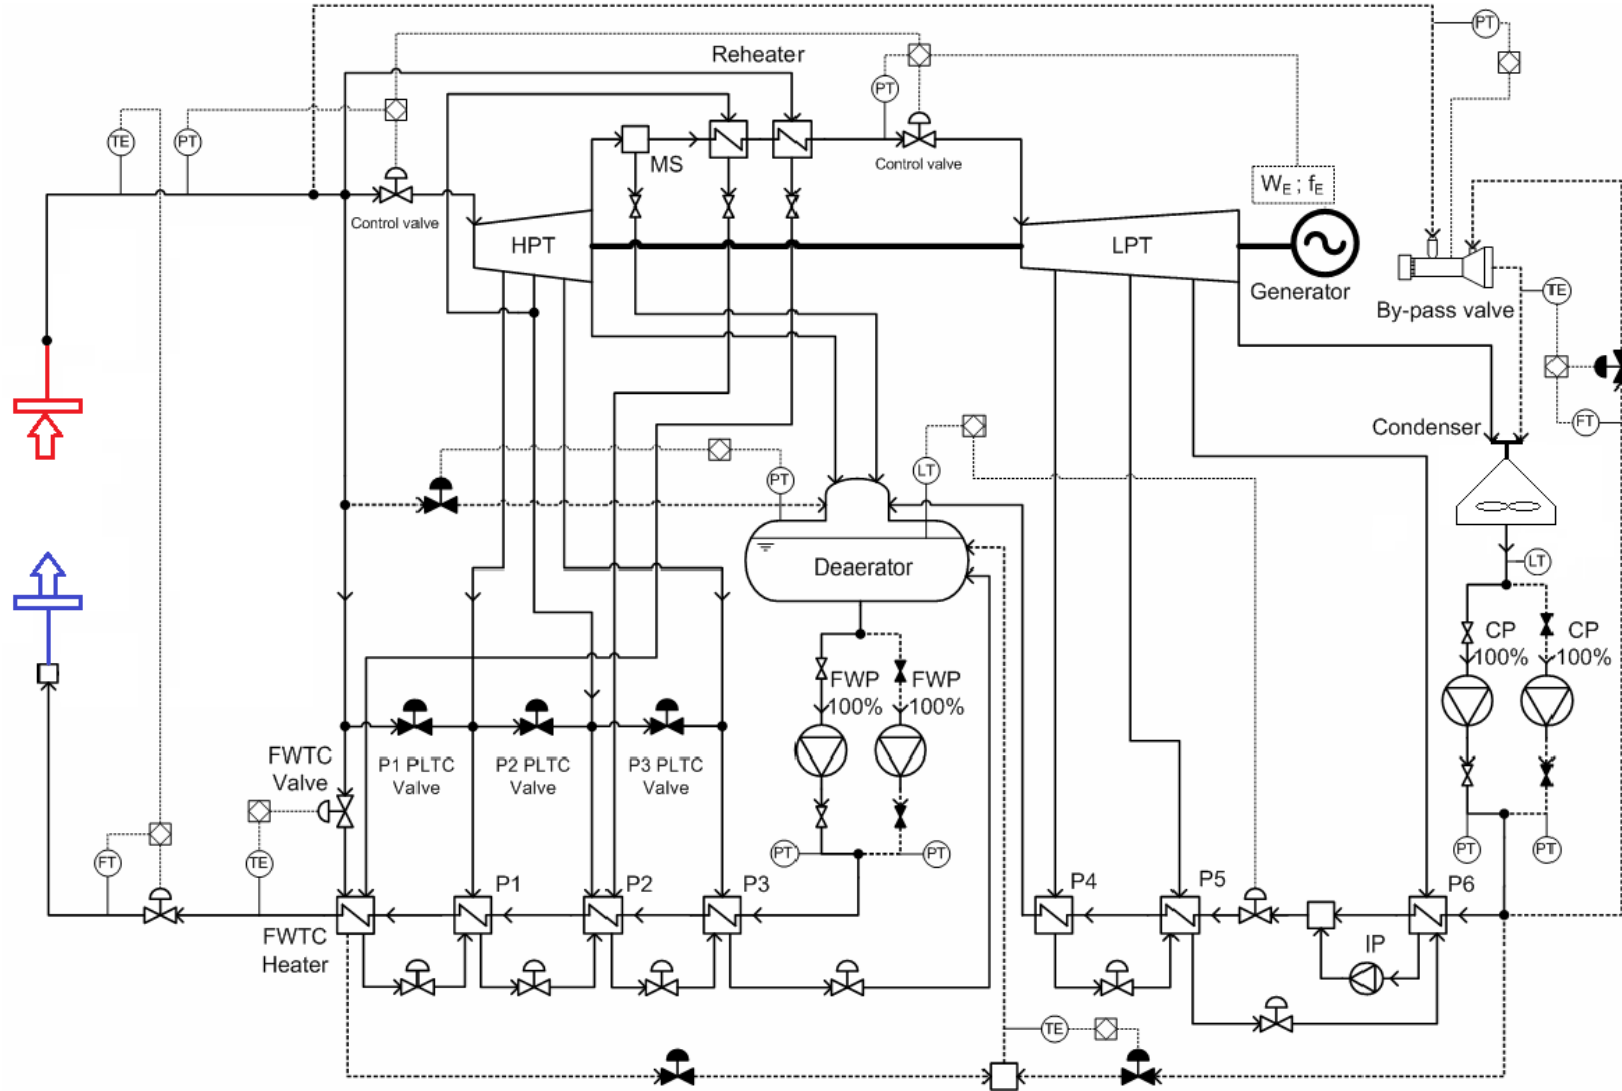 Reheater
PT
TE
PT
PT
MS
Control valve
W_E ; f_E
Control valve
HPT
LPT
Generator
By-pass valve
TE
FT
Condenser
PT
LT
Deaerator
LT
FWP
100%
FWP
100%
CP
100%
CP
100%
FWTC
Valve
P1 PLTC
Valve
P2 PLTC
Valve
P3 PLTC
Valve
FT
TE
PT
PT
PT
PT
P1
P2
P3
P4
P5
P6
FWTC
Heater
IP
TE